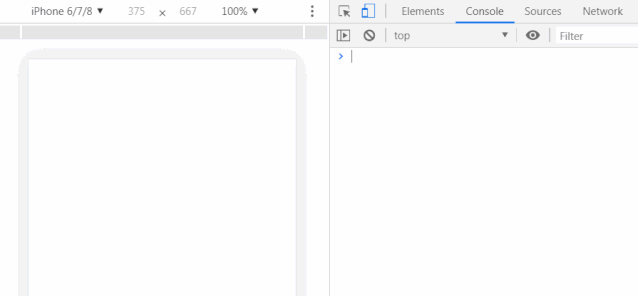 iPhone 6/7/8 ▼ 375 × 667 100% ▼
Elements Console Sources Network
top ▼ Filter